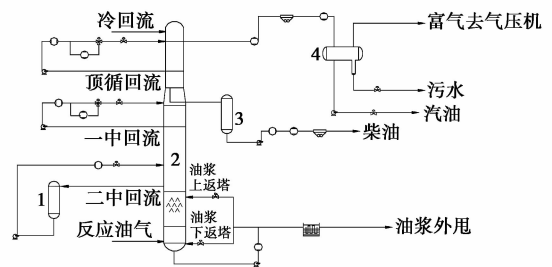 冷回流
富气去气压机
4
污水
顶循回流
汽油
3
柴油
一中回流
2
油浆
上返塔
1
二中回流
油浆
下返塔
油浆外甩
反应油气